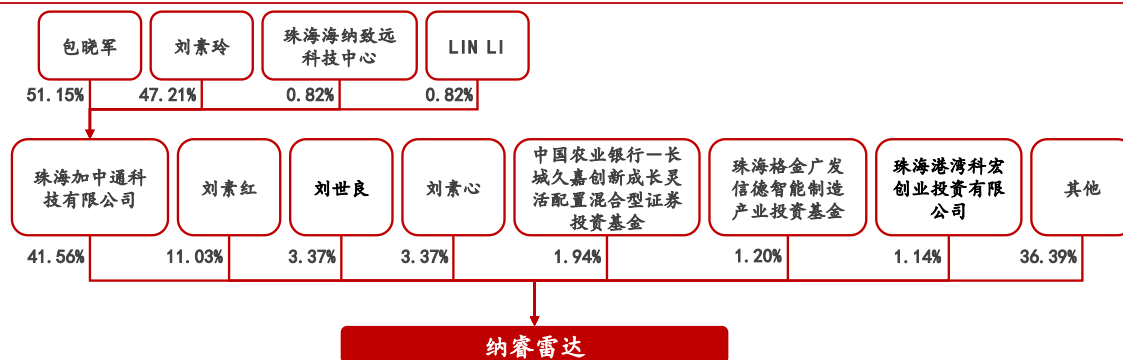 包晓军
刘素玲
珠海海纳致远
科技中心
LIN LI
51.15%
47.21%
0.82%
0.82%
珠海加中通科
技有限公司
刘素红
刘世良
刘素心
中国农业银行—长
城久嘉创新成长灵
活配置混合型证券
投资基金
珠海格金广发
信德智能制造
产业投资基金
珠海港湾科宏
创业投资有限
公司
其他
41.56%
11.03%
3.37%
3.37%
1.94%
1.20%
1.14%
36.39%
纳睿雷达